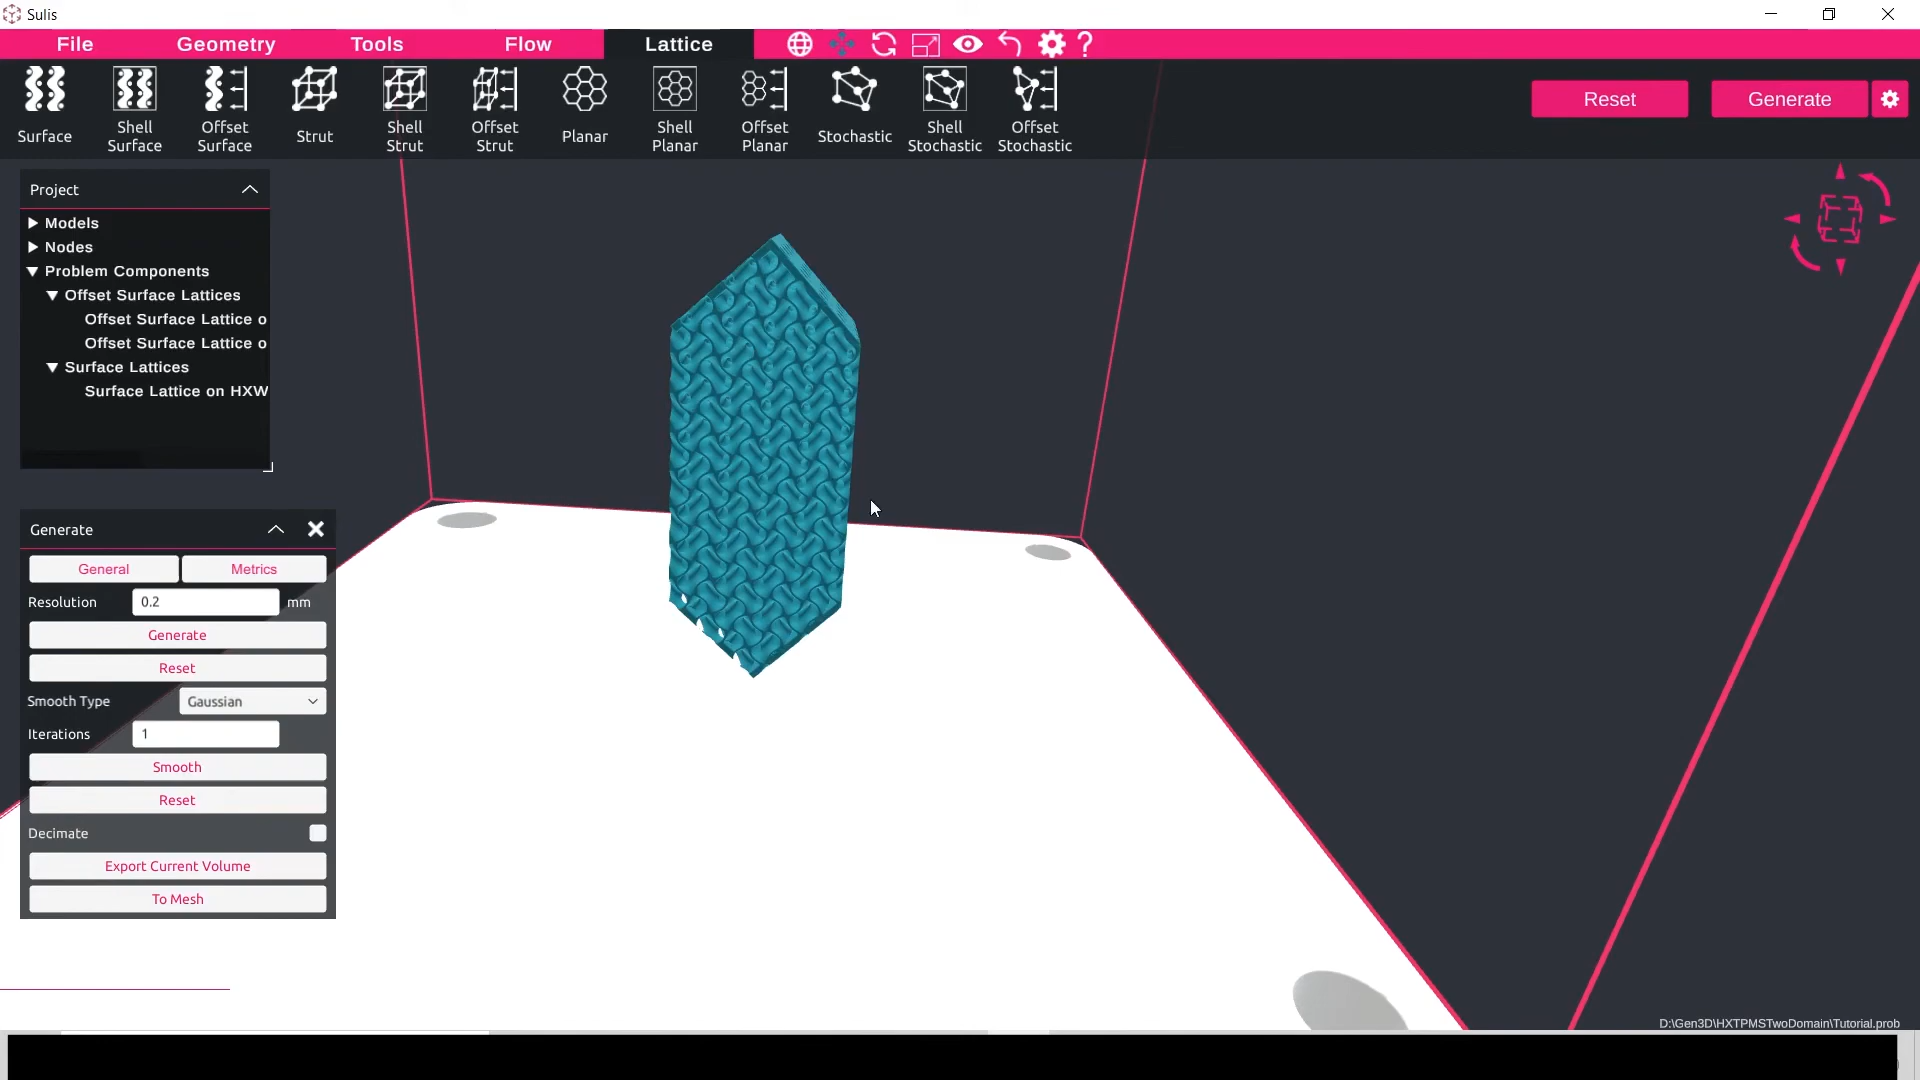 Sulis
File Geometry Tools Flow Lattice
Surface
Shell Surface
Offset Surface
Strut
Shell Strut
Offset Strut
Planar
Shell Planar
Offset Planar
Stochastic
Shell Stochastic
Offset Stochastic
Reset
Generate
Project
Models
Nodes
Problem Components
Offset Surface Lattices
Offset Surface Lattice o
Offset Surface Lattice o
Surface Lattices
Surface Lattice on HXW
Generate
General Metrics
Resolution 0.2 mm
Generate
Reset
Smooth Type Gaussian
Iterations 1
Smooth
Reset
Decimate
Export Current Volume
To Mesh
D:\Gen3D\HXTPMSTwoDomain\Tutorial.prob